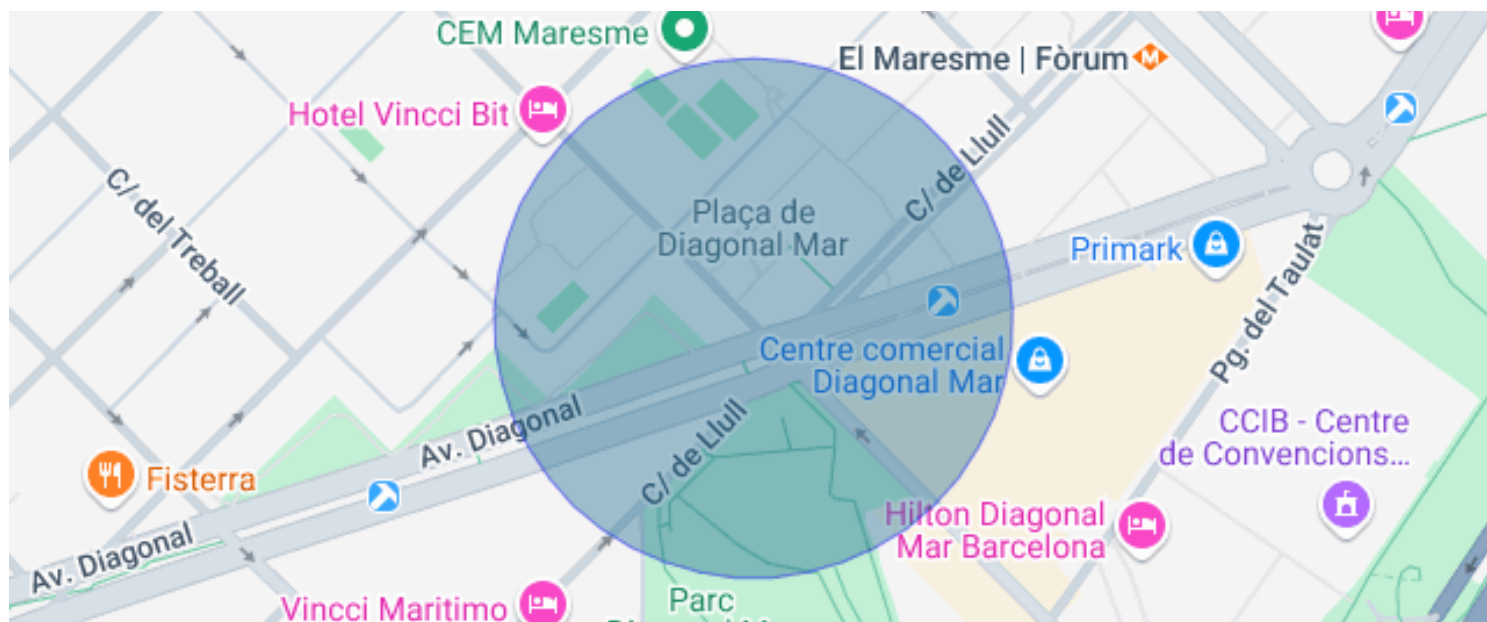 CEM Maresme
El Maresme | Fòrum
M
Hotel Vincci Bit
C/ de Llull
C/ del Treball
Plaça de
Diagonal Mar
Primark
Pg. del Taulat
Centre comercial
Diagonal Mar
Av. Diagonal
C/ de Llull
CCIB - Centre
de Convencions...
Fisterra
Hilton Diagonal
Mar Barcelona
Av. Diagonal
Vincci Maritimo
Parc